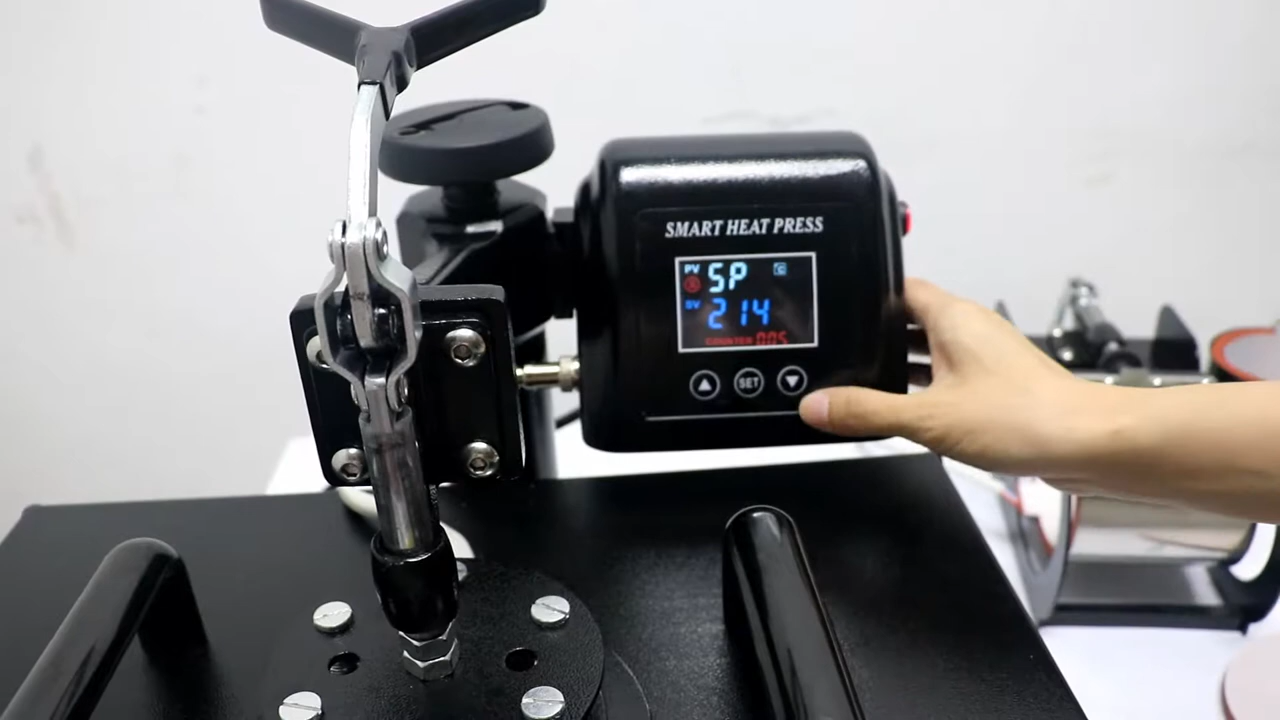 SMART HEAT PRESS
PV SP C
SV 214
COUNTER 005
SET